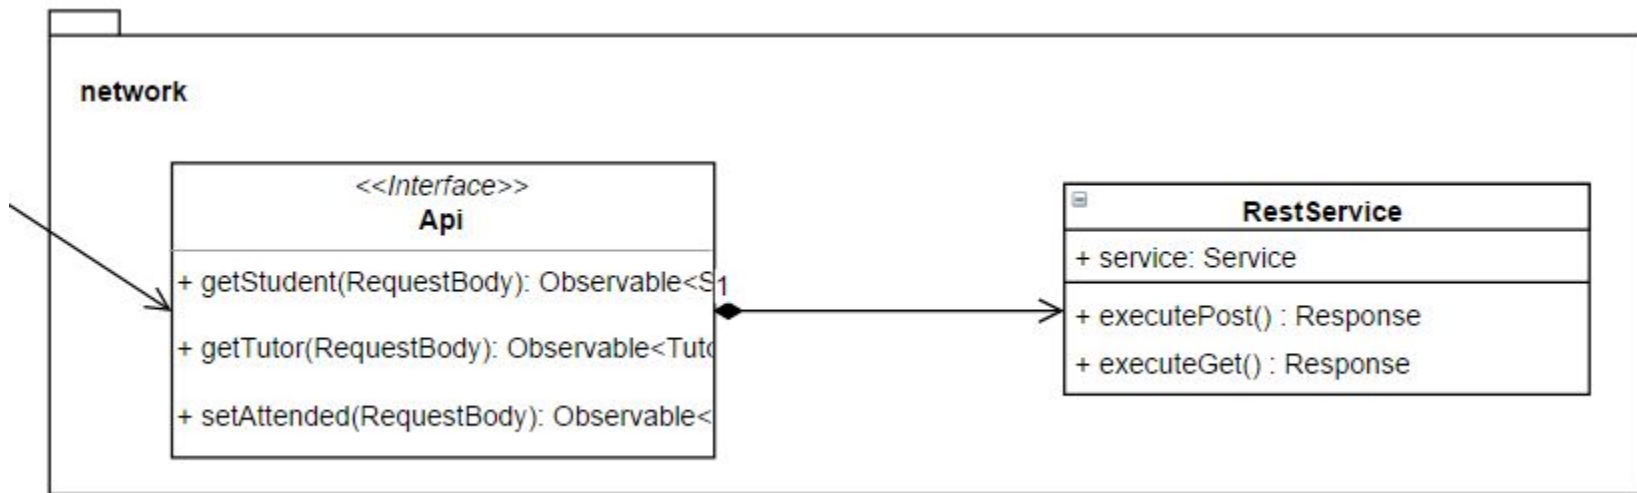 network
<<Interface>>
Api
+ getStudent(RequestBody): Observable<S
1
+ getTutor(RequestBody): Observable<Tuto
+ setAttended(RequestBody): Observable<
RestService
+ service: Service
+ executePost() : Response
+ executeGet() : Response